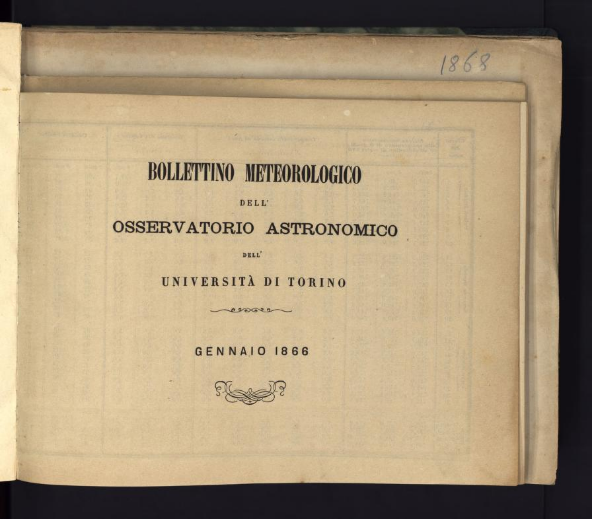 1868
BOLLETTINO METEOROLOGICO
DELL'
OSSERVATORIO ASTRONOMICO
DELL'
UNIVERSITÀ DI TORINO
GENNAIO 1866